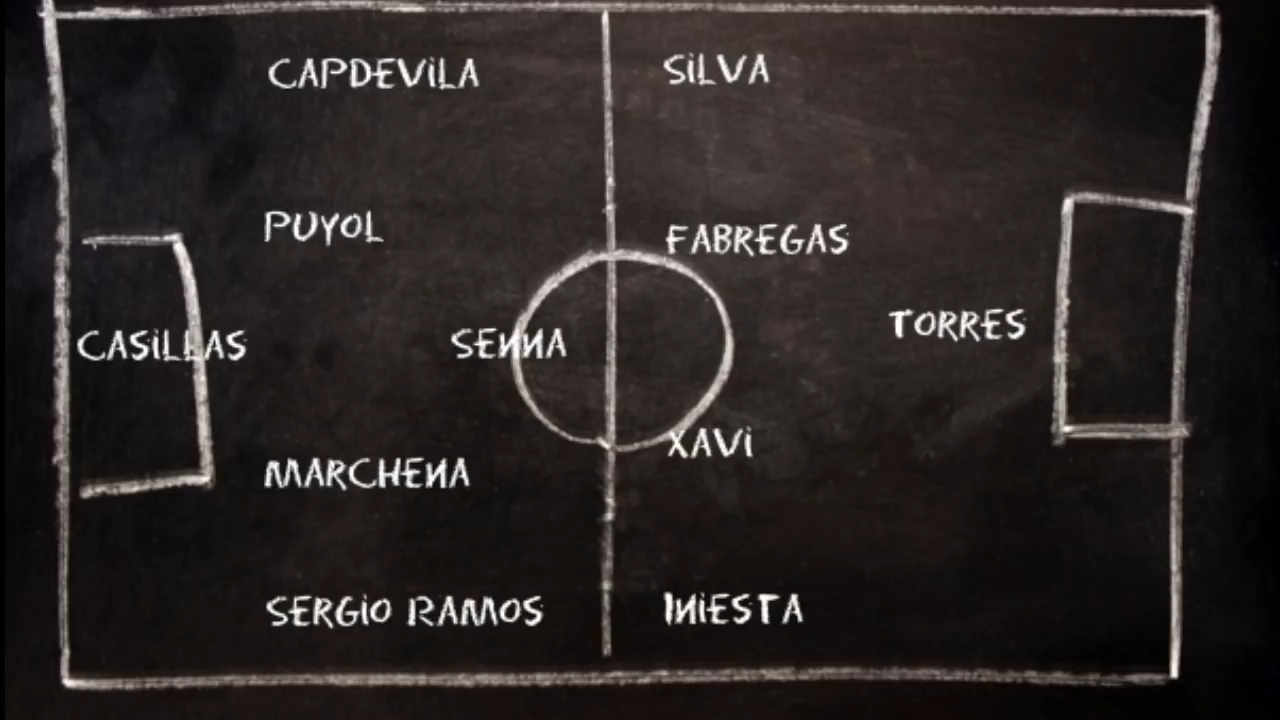 CAPDEVILA
SILVA
PUYOL
FABREGAS
TORRES
CASILLAS
SENNA
XAVI
MARCHENA
SERGIO RAMOS
INIESTA